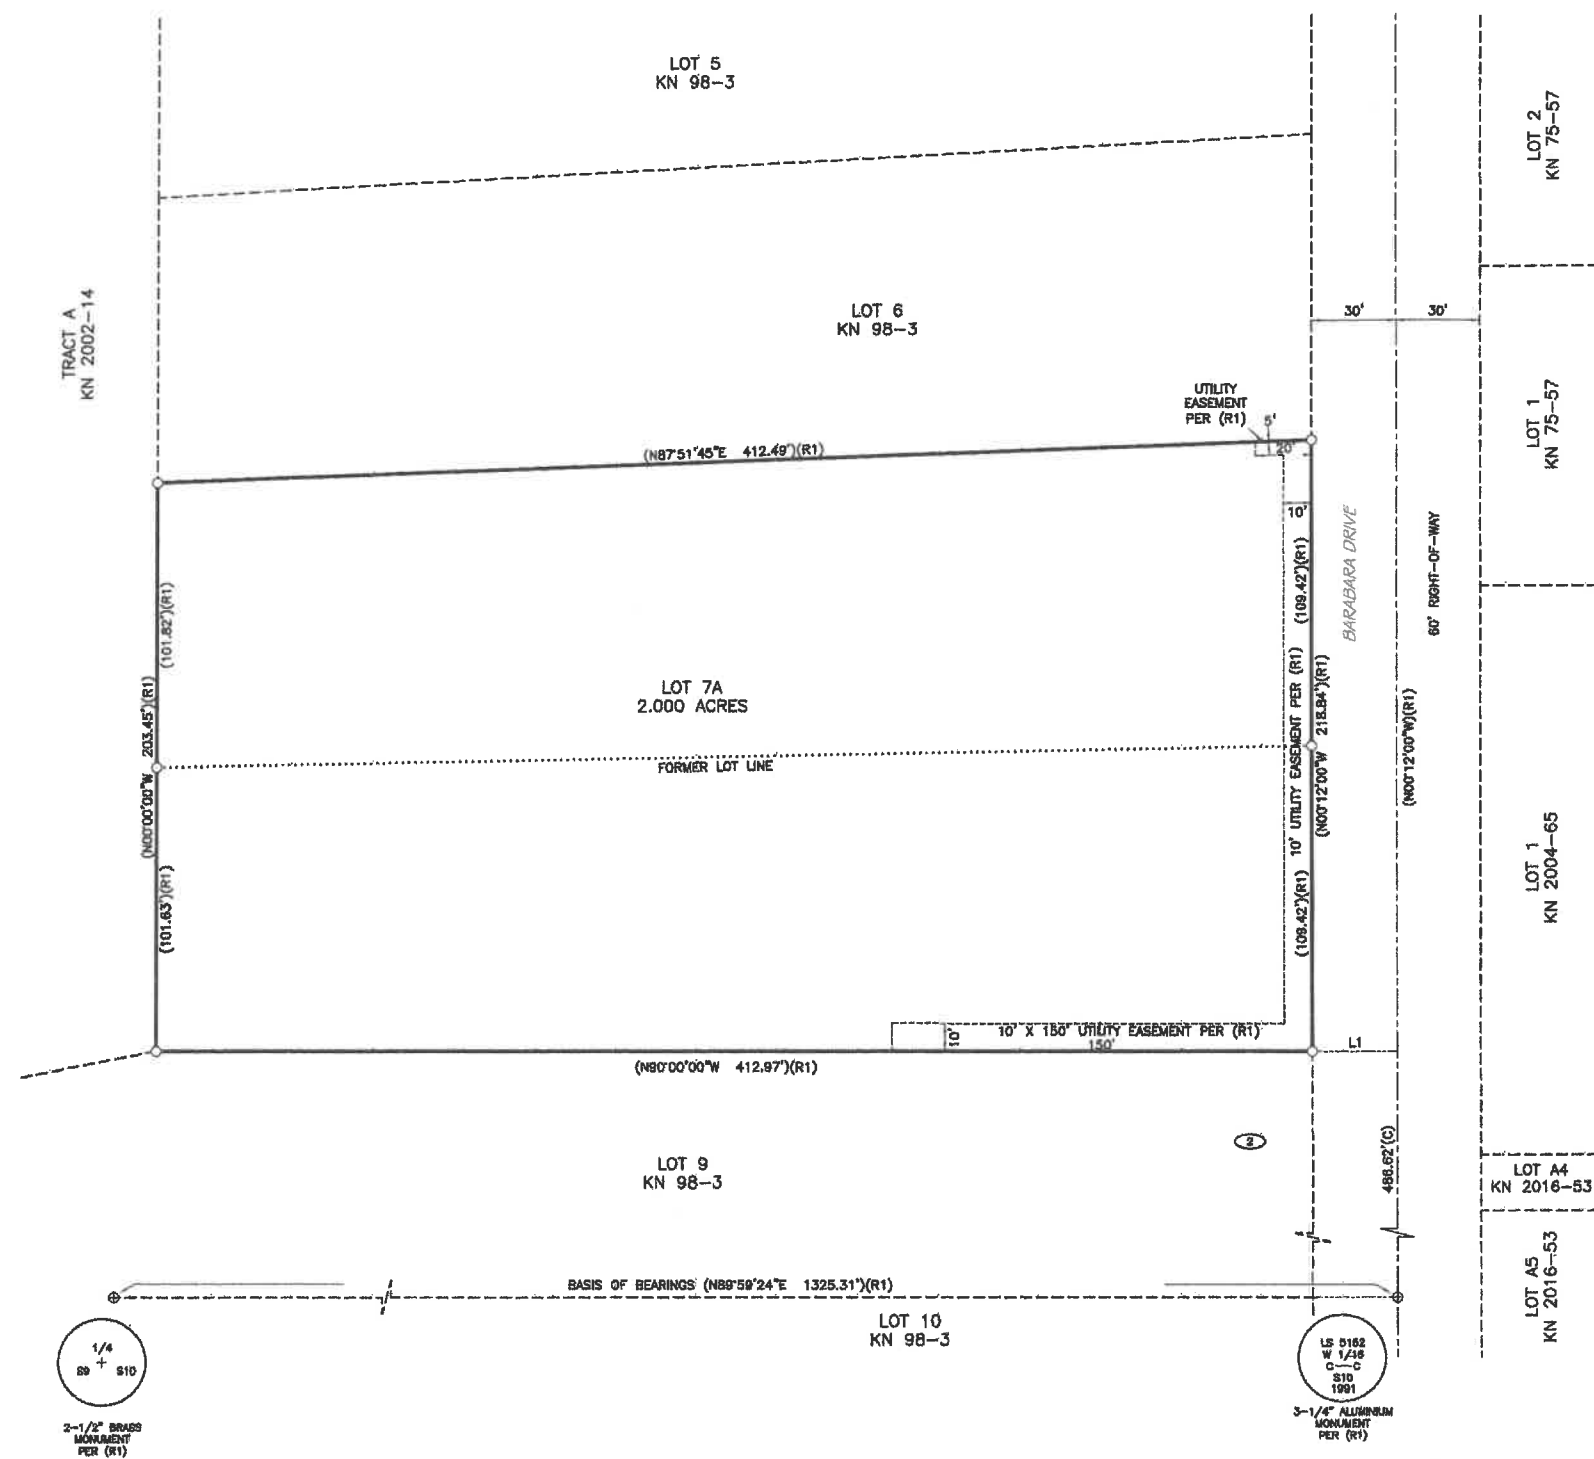 LOT 5
KN 98-3
LOT 2
KN 75-57
TRACT A
KN 2002-14
LOT 6
KN 98-3
30'
30'
LOT 1
KN 75-57
UTILITY
EASEMENT
PER (R1)
5'
20'
(N87°51'45"E 412.49')(R1)
10'
(109.42')(R1)
BARABARA DRIVE
60' RIGHT-OF-WAY
(101.82')(R1)
LOT 7A
2.000 ACRES
(N00°00'00"W 203.45')(R1)
10' UTILITY EASEMENT PER (R1)
(N00°12'00"W 218.84')(R1)
(N00°12'00"W)(R1)
FORMER LOT LINE
(101.63')(R1)
(109.42')(R1)
LOT 1
KN 2004-65
10'
10' X 150' UTILITY EASEMENT PER (R1)
150'
L1
(N90°00'00"W 412.97')(R1)
2
486.62'(C)
LOT 9
KN 98-3
LOT A4
KN 2016-53
LOT A5
KN 2016-53
BASIS OF BEARINGS (N89°59'24"E 1325.31')(R1)
LOT 10
KN 98-3
1/4
S9 S10
2-1/2" BRASS
MONUMENT
PER (R1)
LS 5152
W 1/16
C C
S10
1991
3-1/4" ALUMINIUM
MONUMENT
PER (R1)